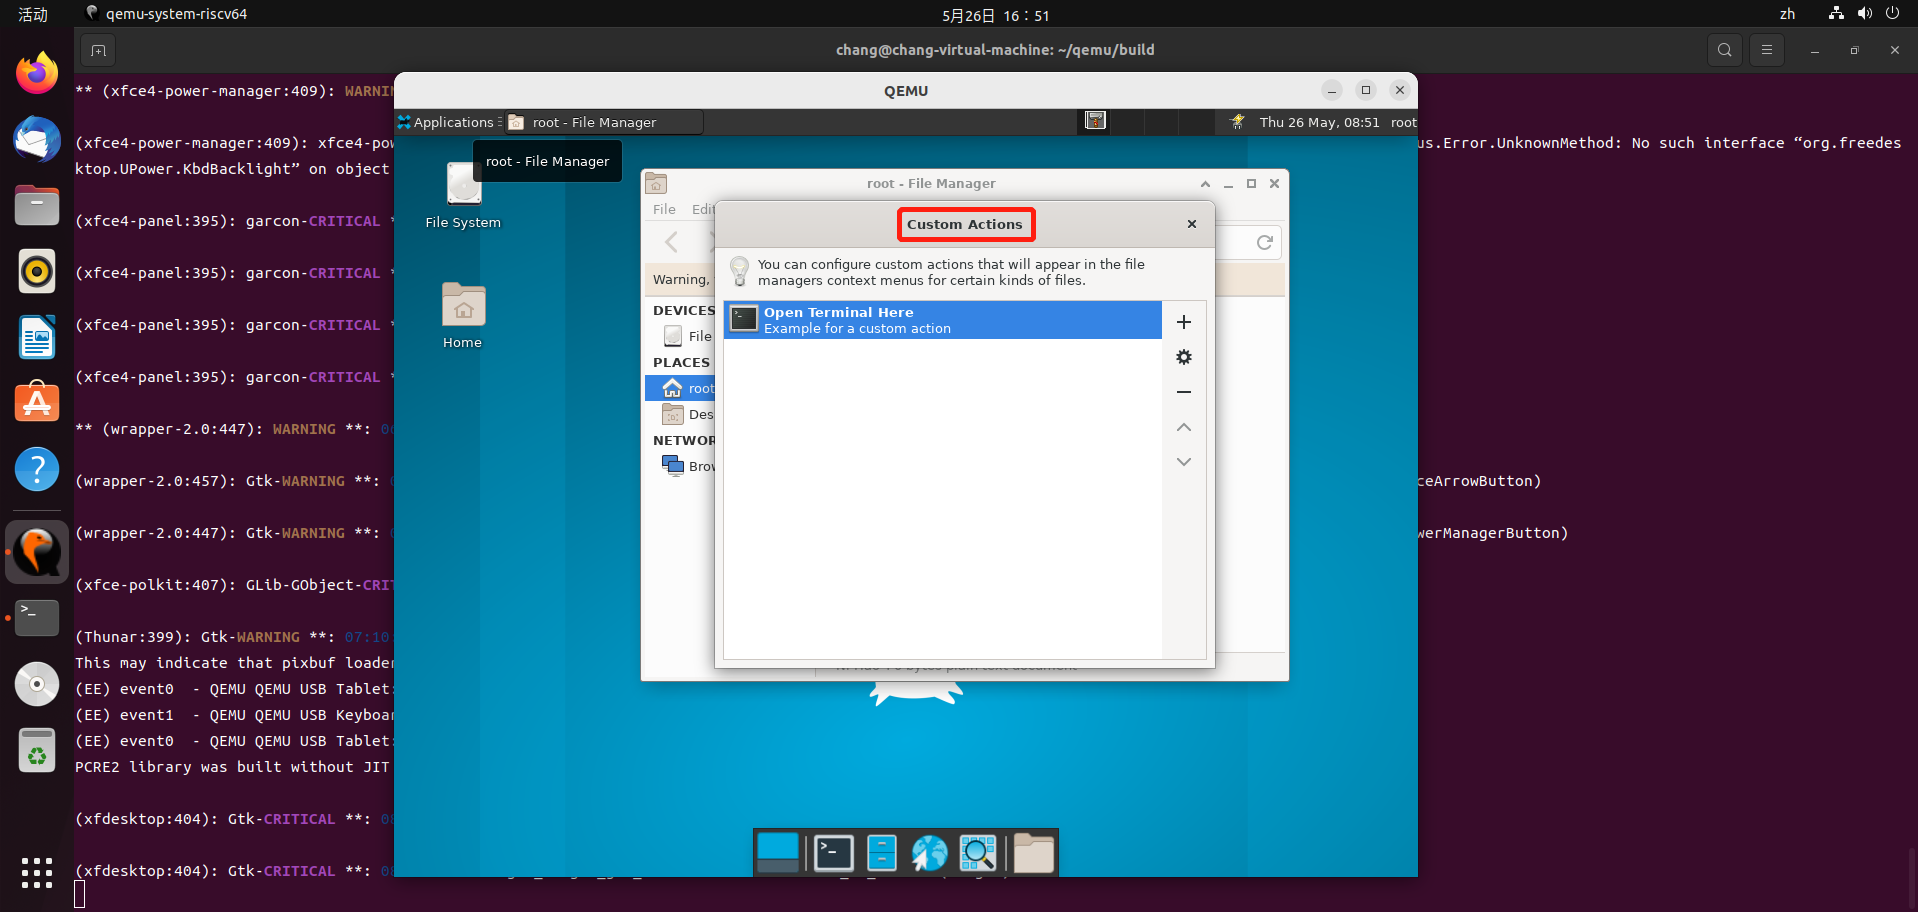 活动
qemu-system-riscv64
5月26日 16：51
zh
chang@chang-virtual-machine: ~/qemu/build
** (xfce4-power-manager:409): WARNIN
(xfce4-power-manager:409): xfce4-pow
us.Error.UnknownMethod: No such interface “org.freedes
ktop.UPower.KbdBacklight” on object
(xfce4-panel:395): garcon-CRITICAL *
(xfce4-panel:395): garcon-CRITICAL *
(xfce4-panel:395): garcon-CRITICAL *
(xfce4-panel:395): garcon-CRITICAL *
** (wrapper-2.0:447): WARNING **: 0
(wrapper-2.0:457): Gtk-WARNING **:
ceArrowButton)
(wrapper-2.0:447): Gtk-WARNING **:
werManagerButton)
(xfce-polkit:407): GLib-GObject-CRIT
(Thunar:399): Gtk-WARNING **: 07:10:
This may indicate that pixbuf loader
(EE) event0  - QEMU QEMU USB Tablet:
(EE) event1  - QEMU QEMU USB Keyboar
(EE) event0  - QEMU QEMU USB Tablet:
PCRE2 library was built without JIT
(xfdesktop:404): Gtk-CRITICAL **: 08
(xfdesktop:404): Gtk-CRITICAL **: 08
QEMU
Applications
root - File Manager
Thu 26 May, 08:51
root
root - File Manager
File System
Home
root - File Manager
File
Edit
Warning,
DEVICES
File
PLACES
root
Des
NETWOR
Brow
Custom Actions
You can configure custom actions that will appear in the file
managers context menus for certain kinds of files.
Open Terminal Here
Example for a custom action